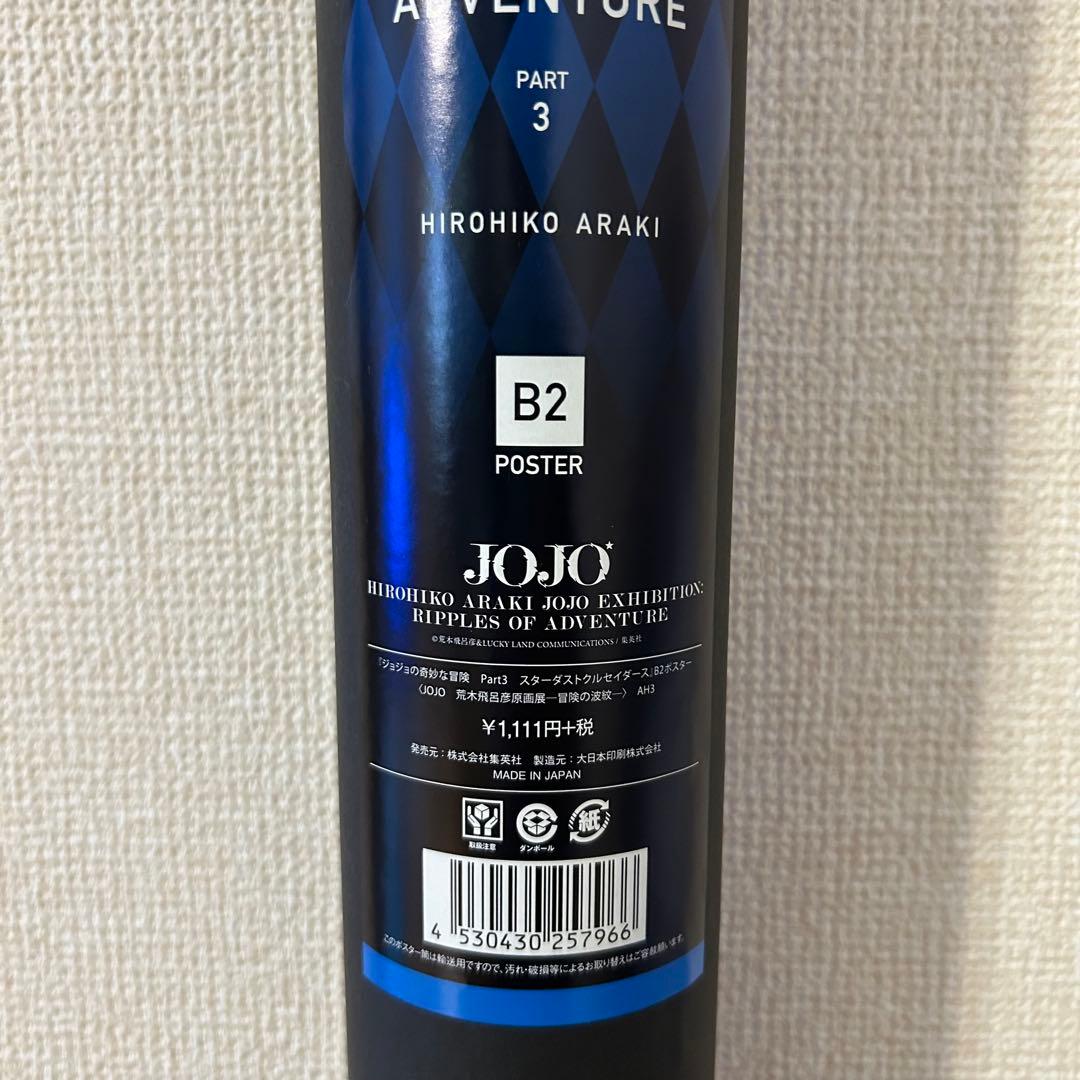 ADVENTURE
PART
3
HIROHIKO ARAKI
B2
POSTER
JOJO
HIROHIKO ARAKI JOJO EXHIBITION:
RIPPLES OF ADVENTURE
©荒木飛呂彦&LUCKY LAND COMMUNICATIONS / 集英社
『ジョジョの奇妙な冒険 Part3 スターダストクルセイダース』B2ポスター
〈JOJO 荒木飛呂彦原画展―冒険の波紋―〉 AH3
￥1,111円+税
発売元：株式会社集英社 製造元：大日本印刷株式会社
MADE IN JAPAN
紙
取扱注意 ダンボール
4 530430 257966
このポスター筒は輸送用ですので、汚れ・破損等によるお取り替えはご容赦願います。